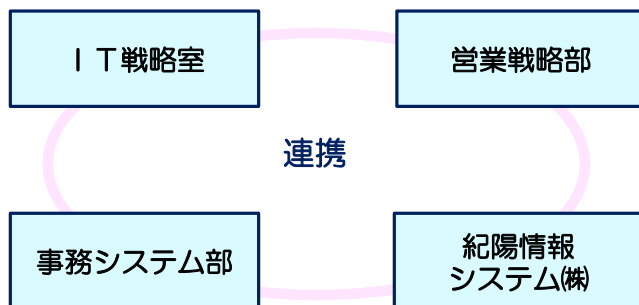 ＩＴ戦略室
営業戦略部
連携
事務システム部
紀陽情報
システム㈱